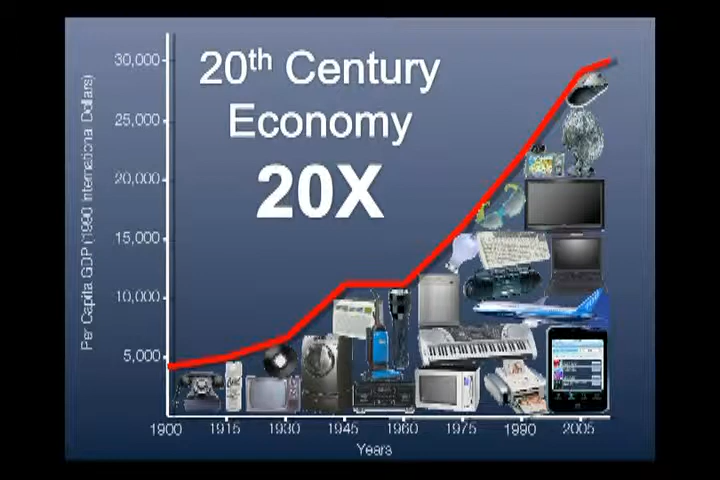 20th Century
Economy
20X
Per Capita GDP (1990 International Dollars)
30,000
25,000
20,000
15,000
10,000
5,000
1900 1915 1930 1945 1960 1975 1990 2005
Years